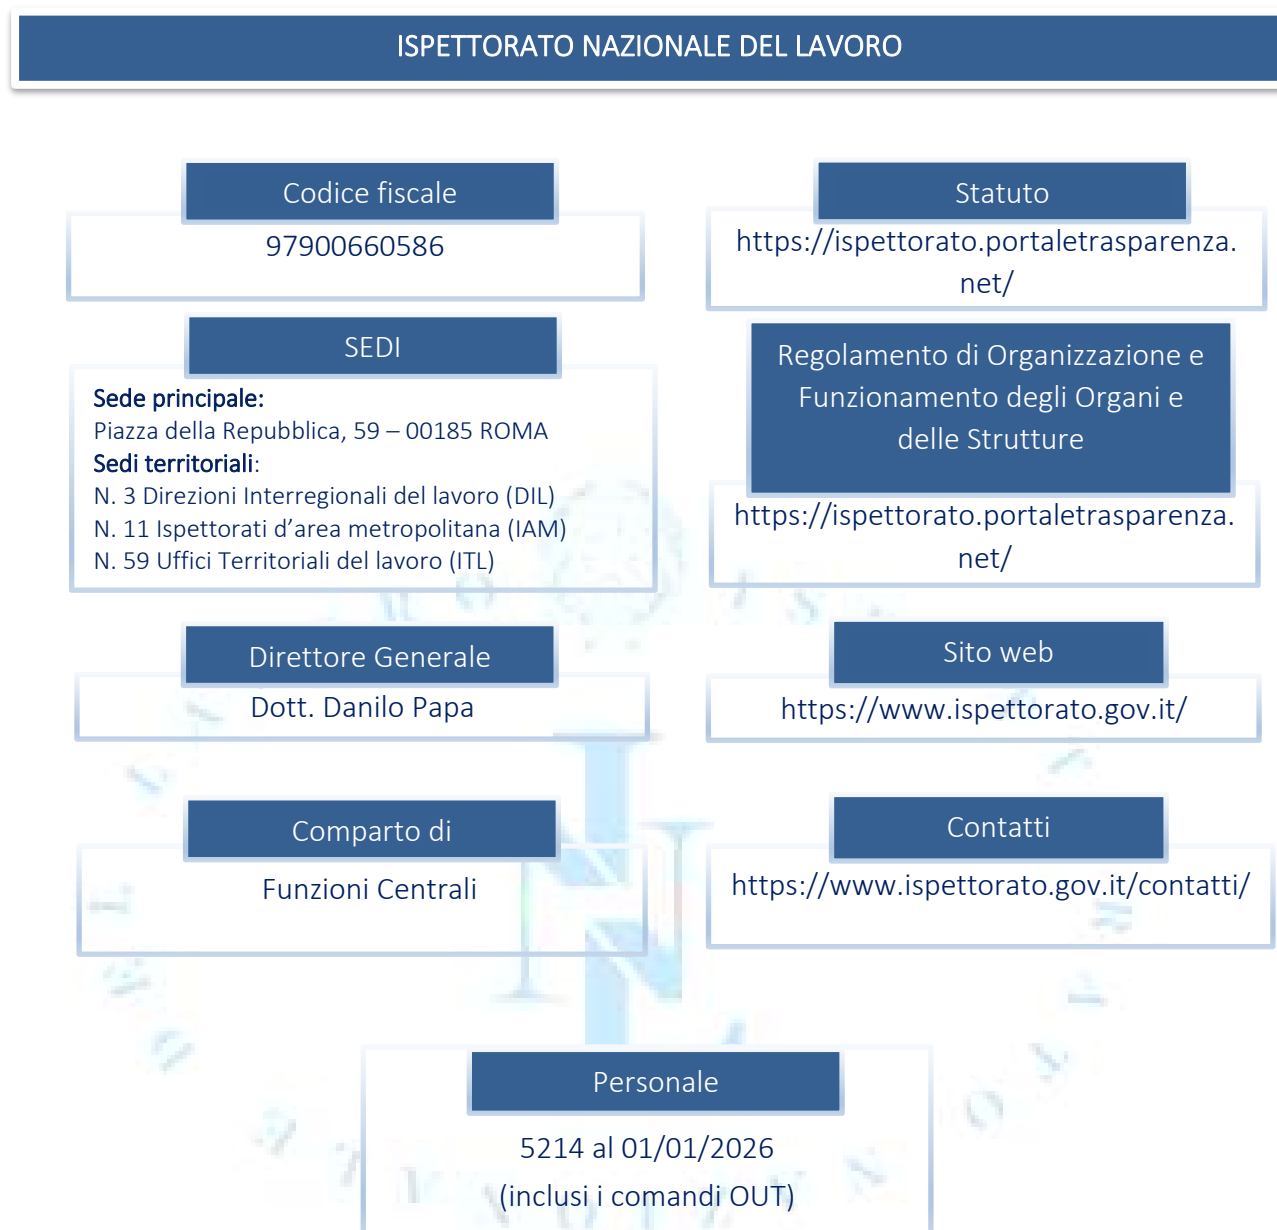 ISPETTORATO NAZIONALE DEL LAVORO
Codice fiscale
97900660586
Statuto
https://ispettorato.portaletrasparenza.
net/
SEDI
Sede principale:
Piazza della Repubblica, 59 – 00185 ROMA
Sedi territoriali:
N. 3 Direzioni Interregionali del lavoro (DIL)
N. 11 Ispettorati d’area metropolitana (IAM)
N. 59 Uffici Territoriali del lavoro (ITL)
Regolamento di Organizzazione e
Funzionamento degli Organi e
delle Strutture
https://ispettorato.portaletrasparenza.
net/
Direttore Generale
Dott. Danilo Papa
Sito web
https://www.ispettorato.gov.it/
Comparto di
Funzioni Centrali
Contatti
https://www.ispettorato.gov.it/contatti/
Personale
5214 al 01/01/2026
(inclusi i comandi OUT)